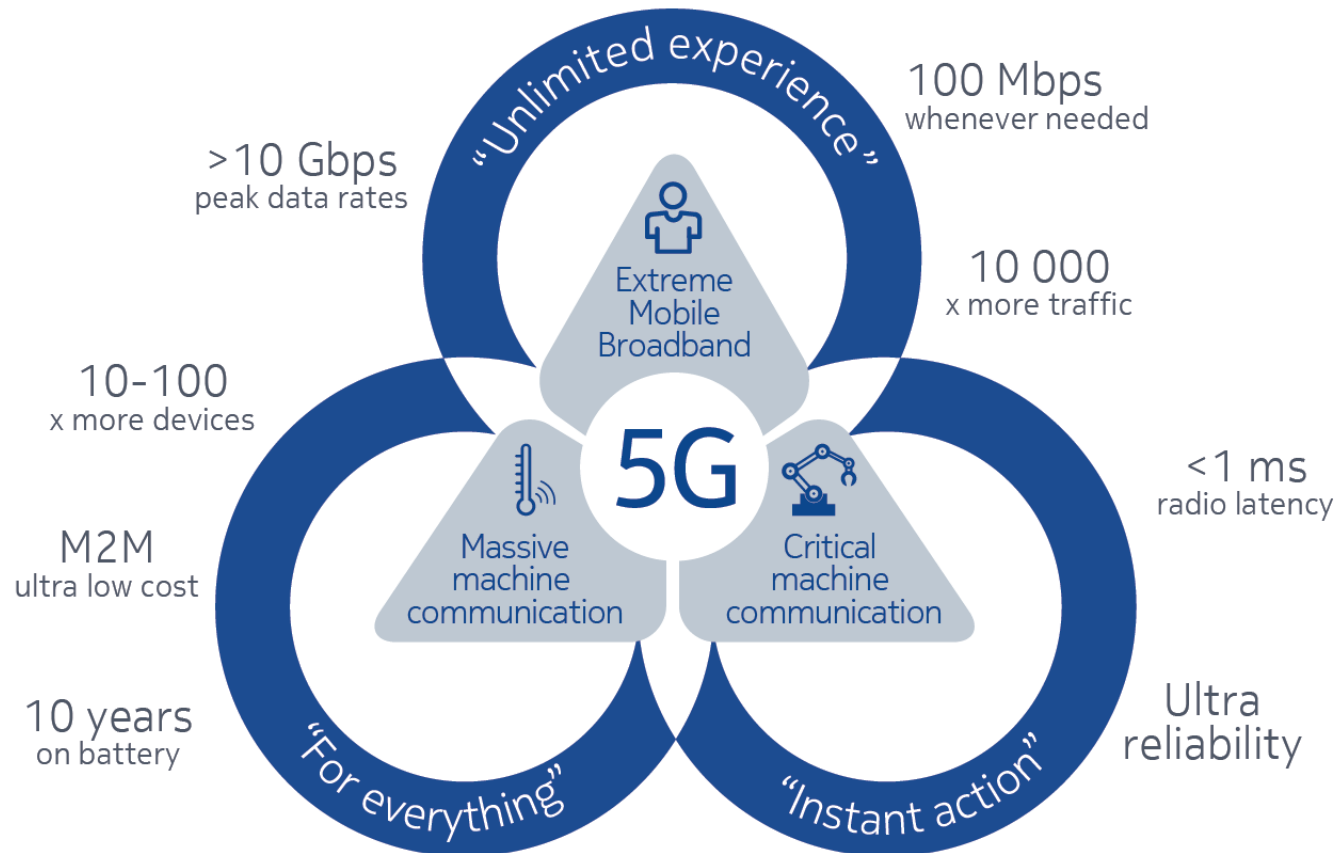 “Unlimited experience”
>10 Gbps
peak data rates
100 Mbps
whenever needed
10 000
x more traffic
Extreme
Mobile
Broadband
5G
10-100
x more devices
M2M
ultra low cost
10 years
on battery
Massive
machine
communication
“For everything”
Critical
machine
communication
<1 ms
radio latency
Ultra
reliability
“Instant action”